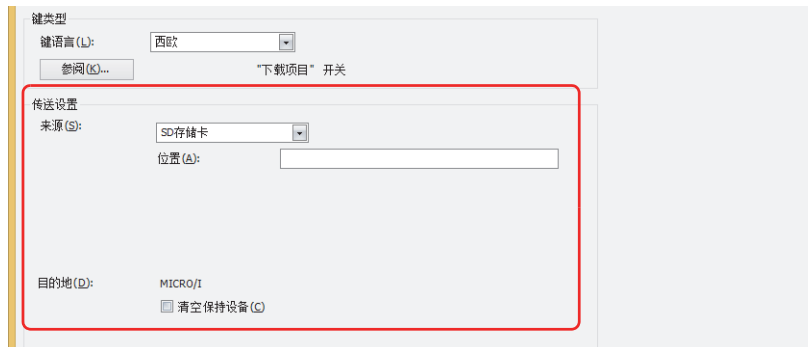 键类型
键语言(L): 西欧
参阅(K)... "下载项目" 开关
传送设置
来源(S): SD存储卡
位置(A):
目的地(D): MICRO/I
清空保持设备(C)